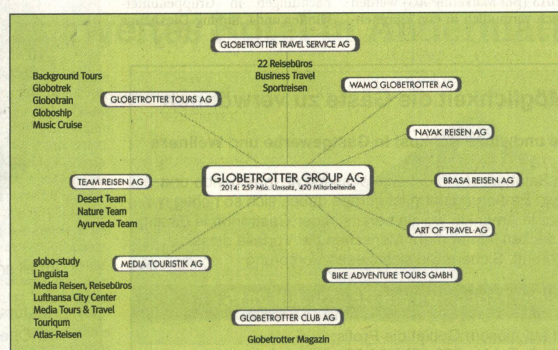 GLOBETROTTER TRAVEL SERVICE AG
22 Reisebüros
Business Travel
Sportreisen
Background Tours
Globotrek
Globotrain
Globoship
Music Cruise
GLOBETROTTER TOURS AG
WAMO GLOBETROTTER AG
NAYAK REISEN AG
TEAM REISEN AG
Desert Team
Nature Team
Ayurveda Team
GLOBETROTTER GROUP AG
2014: 259 Mio. Umsatz, 420 Mitarbeitende
BRASA REISEN AG
ART OF TRAVEL AG
globo-study
Linguista
Media Reisen, Reisebüro
Lufthansa City Center
Media Tours & Travel
Touriqum
Atlas-Reisen
MEDIA TOURISTIK AG
BIKE ADVENTURE TOURS GMBH
GLOBETROTTER CLUB AG
Globetrotter Magazin